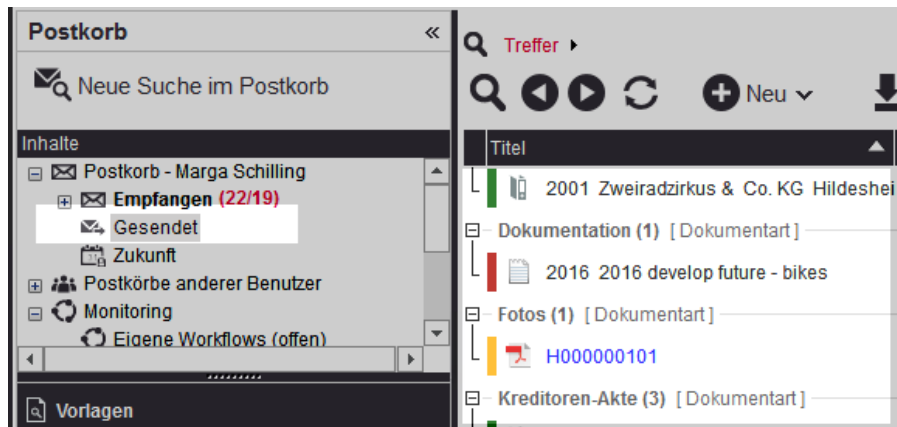 Postkorb
Neue Suche im Postkorb
Inhalte
Postkorb - Marga Schilling
Empfangen (22/19)
Gesendet
Zukunft
Postkörbe anderer Benutzer
Monitoring
Eigene Workflows (offen)
Vorlagen
Treffer
Neu
Titel
2001 Zweiradzirkus & Co. KG Hildeshei
Dokumentation (1) [Dokumentart]
2016 2016 develop future - bikes
Fotos (1) [Dokumentart]
H000000101
Kreditoren-Akte (3) [Dokumentart]